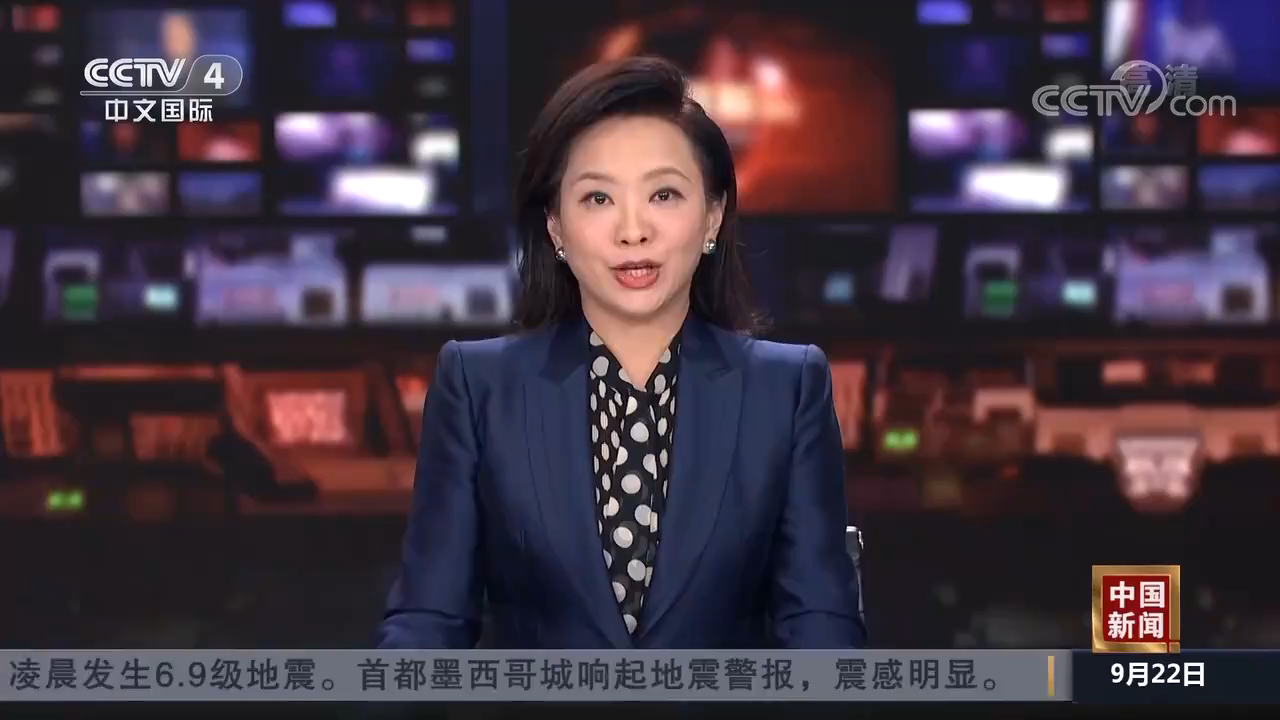 CCTV 4
中文国际
高清
CCTV.com
中国
新闻
凌晨发生6.9级地震。首都墨西哥城响起地震警报，震感明显。
9月22日